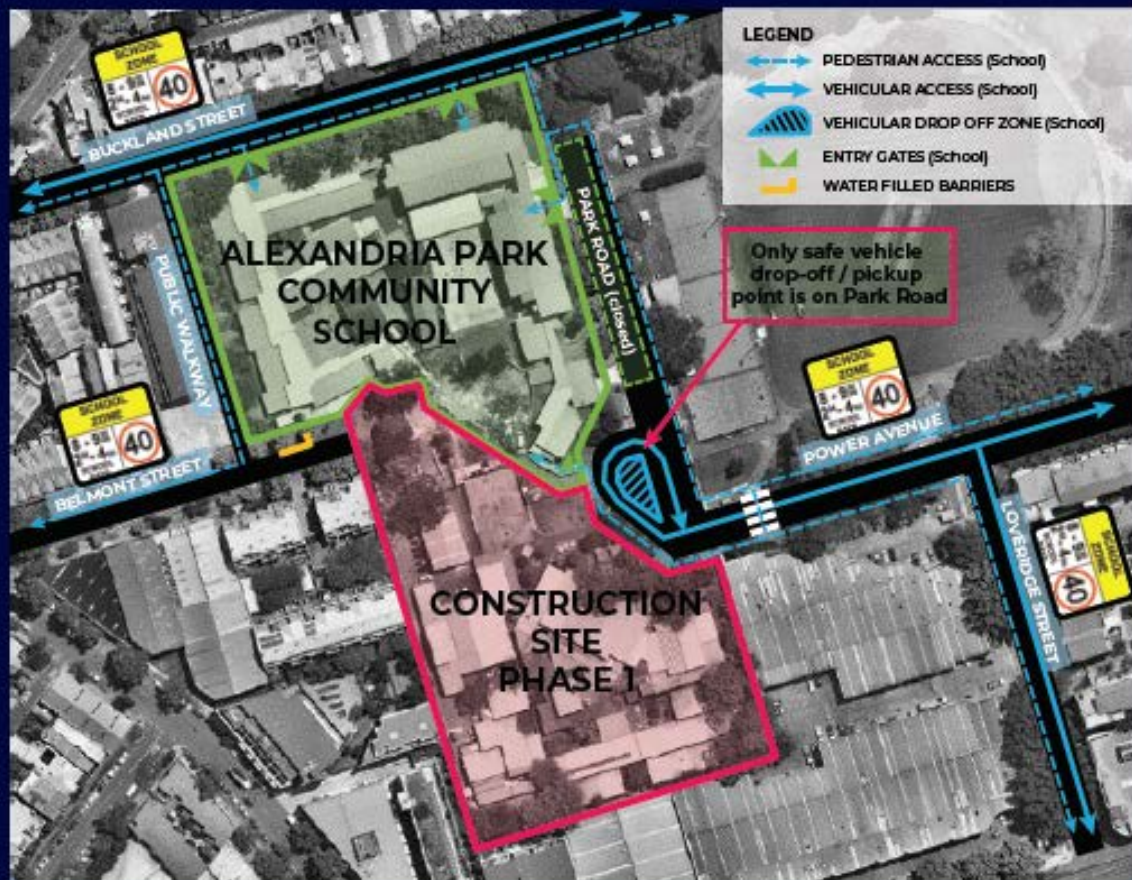 LEGEND
PEDESTRIAN ACCESS (School)
VEHICULAR ACCESS (School)
VEHICULAR DROP OFF ZONE (School)
ENTRY GATES (School)
WATER FILLED BARRIERS
SCHOOL
ZONE
40
BUCKLAND STREET
PUBLIC WALKWAY
ALEXANDRIA PARK
COMMUNITY
SCHOOL
PARK ROAD (closed)
Only safe vehicle
drop-off / pickup
point is on Park Road
SCHOOL
ZONE
40
POWER AVENUE
SCHOOL
ZONE
40
BELMONT STREET
CONSTRUCTION
SITE
PHASE 1
LOVERIDGE STREET
SCHOOL
ZONE
40